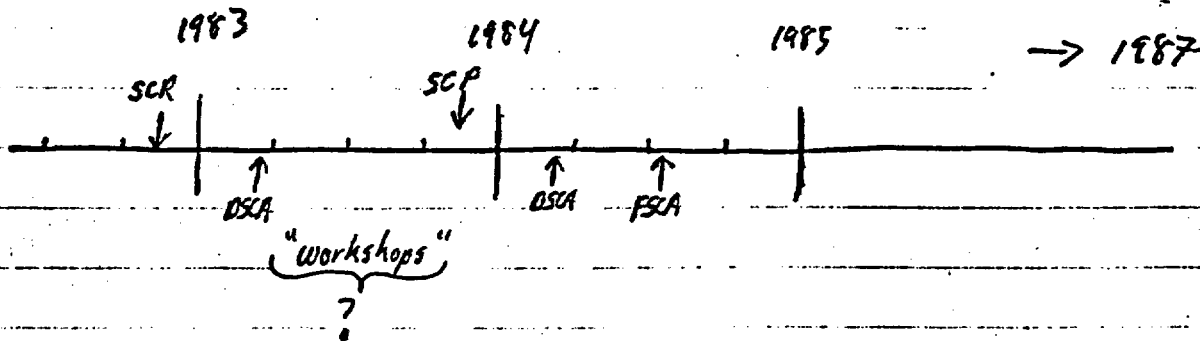 1983 1984 1985 → 1987
SCR SCP
DSCA DSCA FSCA
"workshops"
?